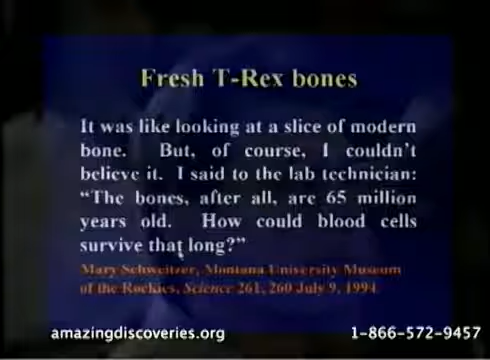 Fresh T-Rex bones
It was like looking at a slice of modern
bone. But, of course, I couldn't
believe it. I said to the lab technician:
"The bones, after all, are 65 million
years old. How could blood cells
survive that long?"
Mary Schweitzer, Montana University Museum
of the Rockies, Science 261, 260 July 9, 1994
amazingdiscoveries.org
1-866-572-9457